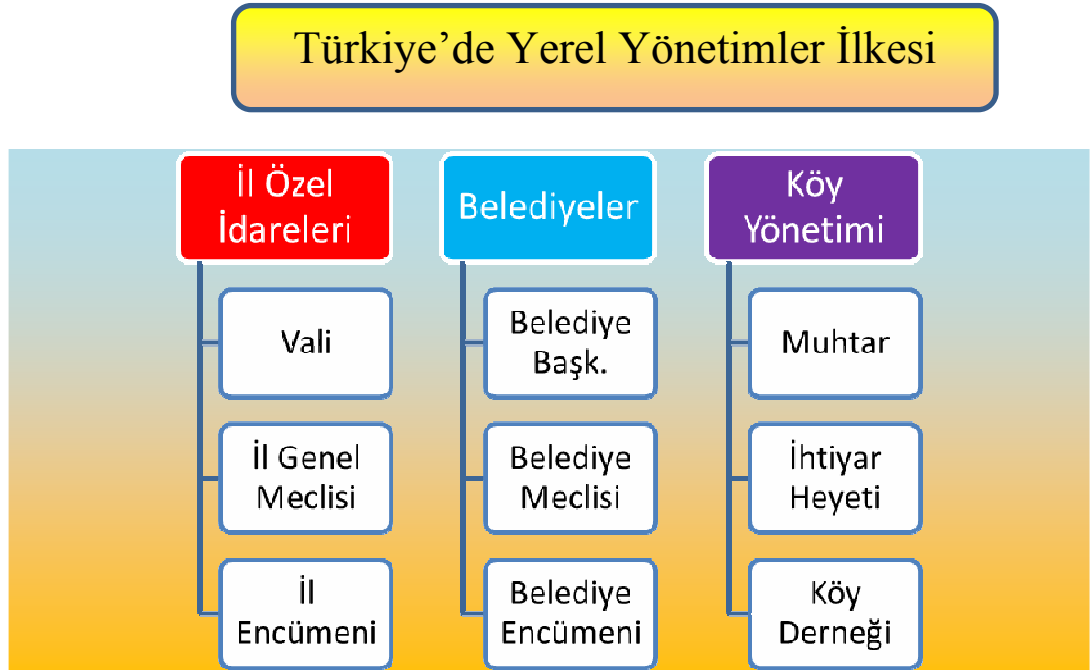 Türkiye’de Yerel Yönetimler İlkesi
İl Özel
İdareleri
Vali
İl Genel
Meclisi
İl
Encümeni
Belediyeler
Belediye
Başk.
Belediye
Meclisi
Belediye
Encümeni
Köy
Yönetimi
Muhtar
İhtiyar
Heyeti
Köy
Derneği